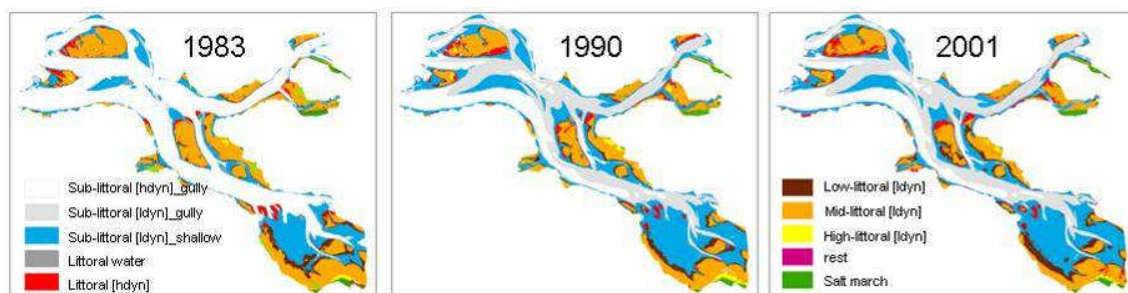 1983
1990
2001
Sub-littoral [hdyn]_gully
Sub-littoral [ldyn]_gully
Sub-littoral [ldyn]_shallow
Littoral water
Littoral [hdyn]
Low-littoral [ldyn]
Mid-littoral [ldyn]
High-littoral [ldyn]
rest
Salt march